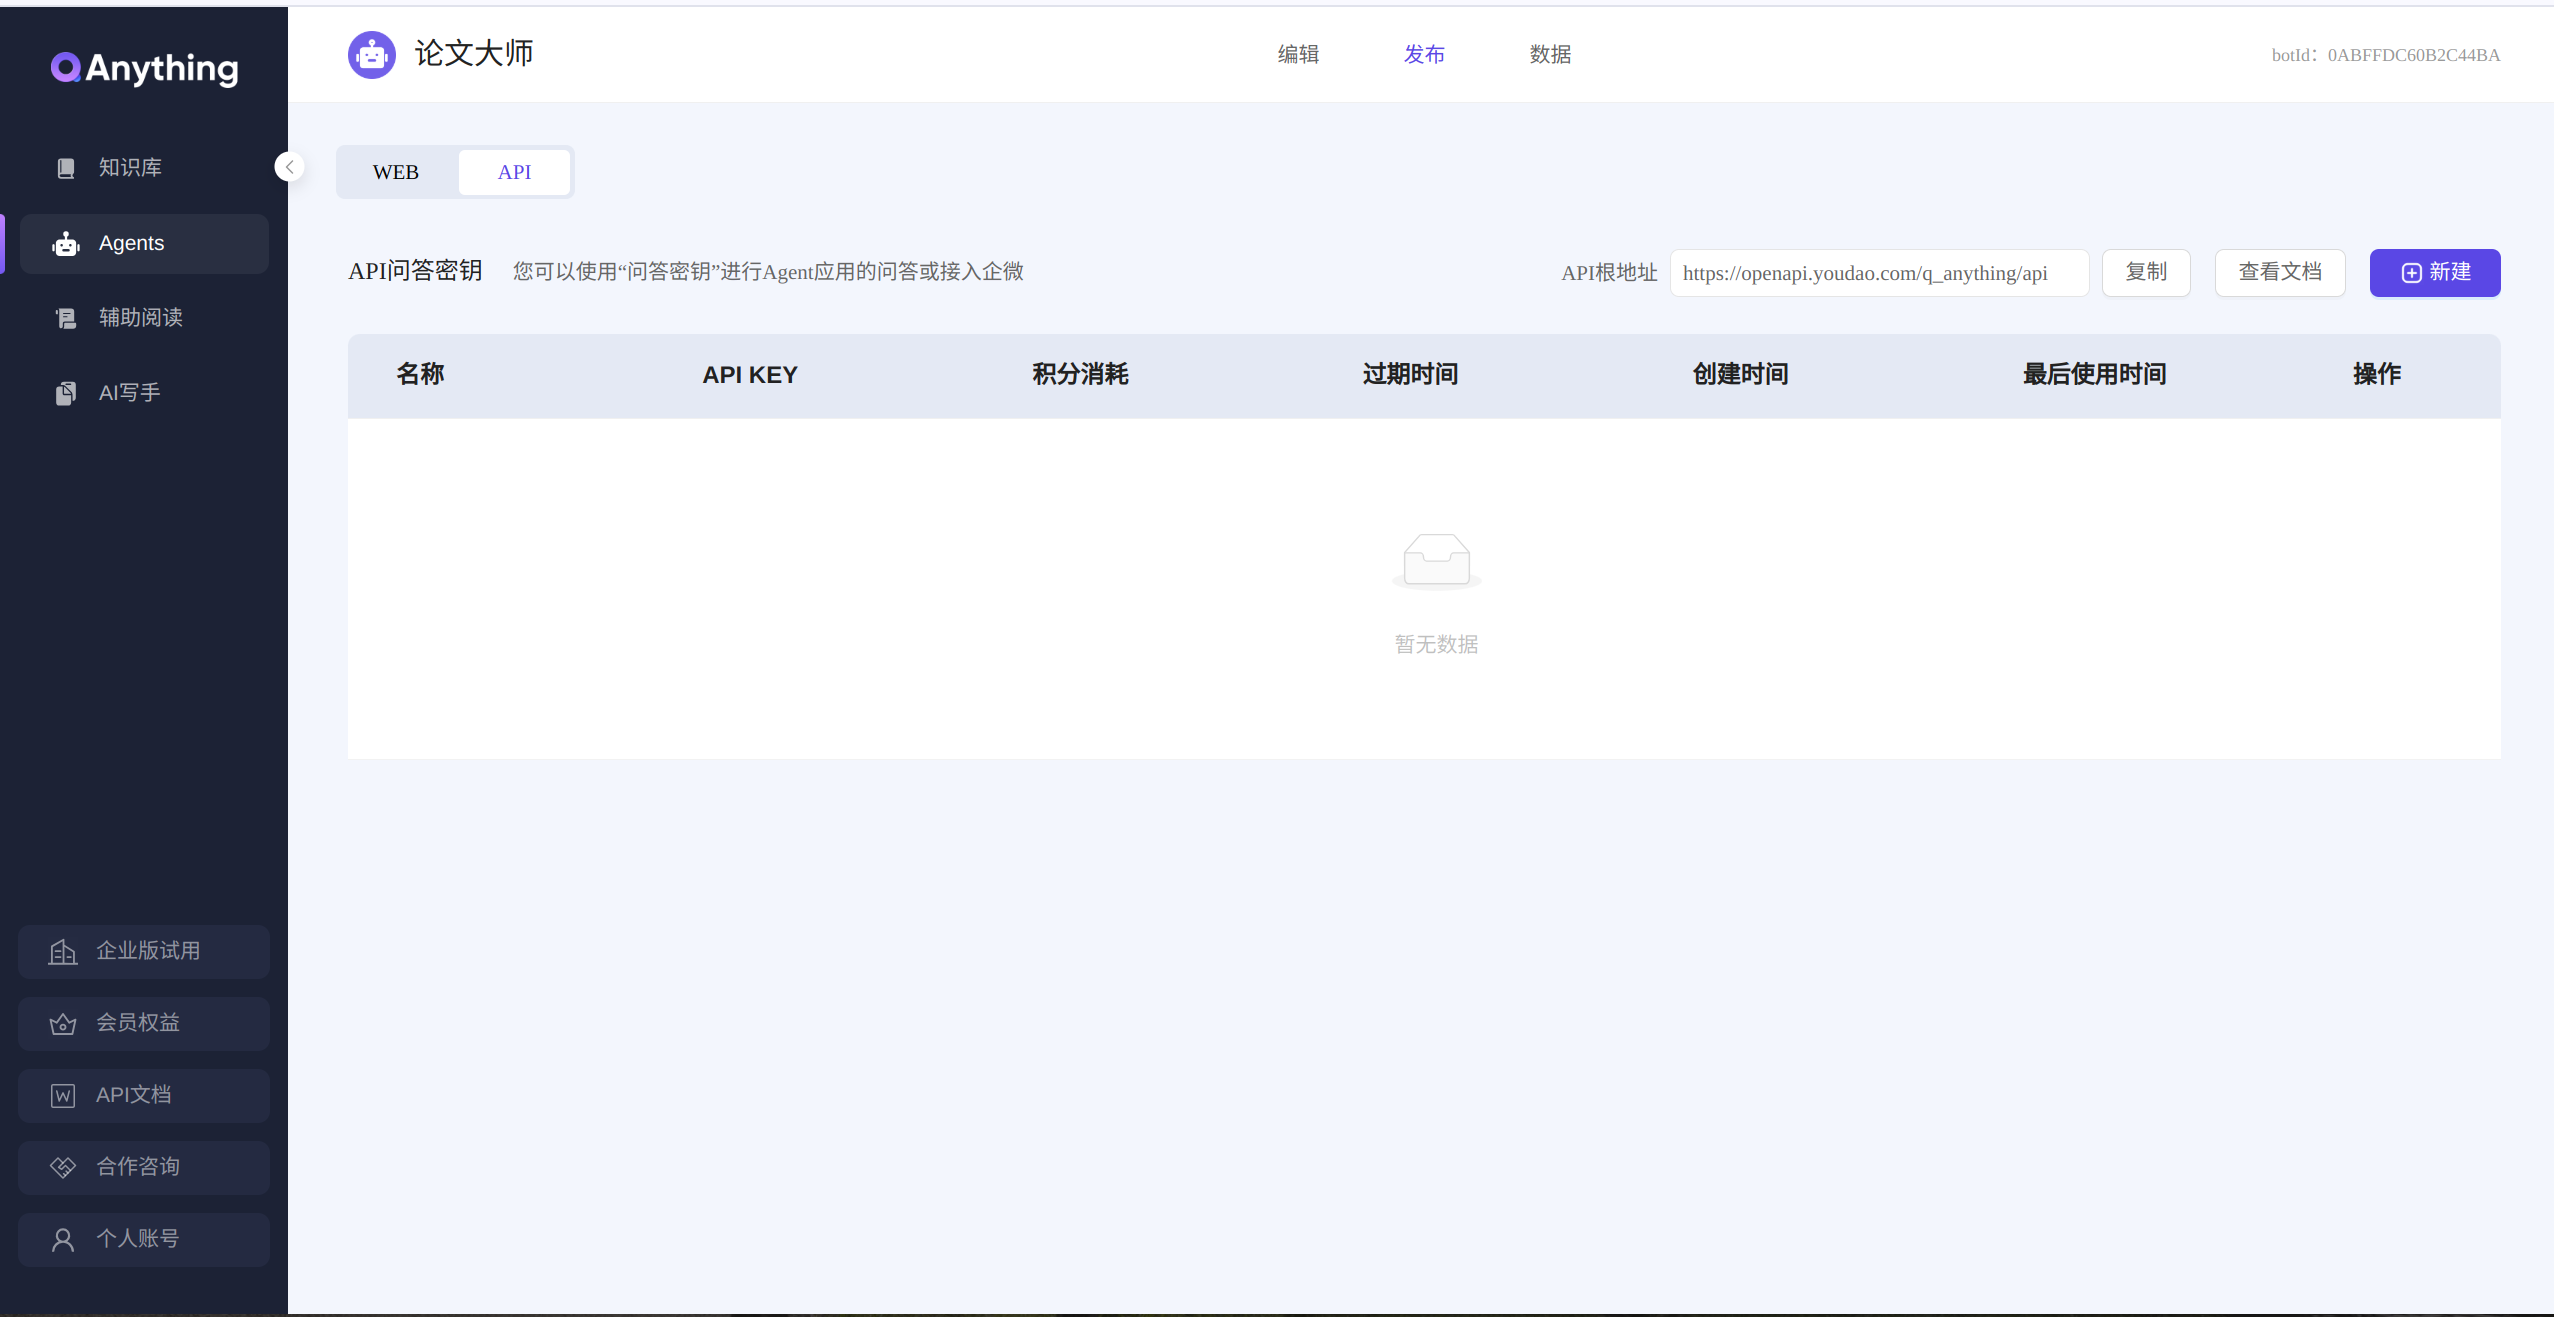 QAnything
知识库
Agents
辅助阅读
AI写手
企业版试用
会员权益
API文档
合作咨询
个人账号
论文大师
编辑 发布 数据
botId：0ABFFDC60B2C44BA
WEB API
API问答密钥 您可以使用“问答密钥”进行Agent应用的问答或接入企微
API根地址 https://openapi.youdao.com/q_anything/api 复制 查看文档 新建
名称 API KEY 积分消耗 过期时间 创建时间 最后使用时间 操作
暂无数据